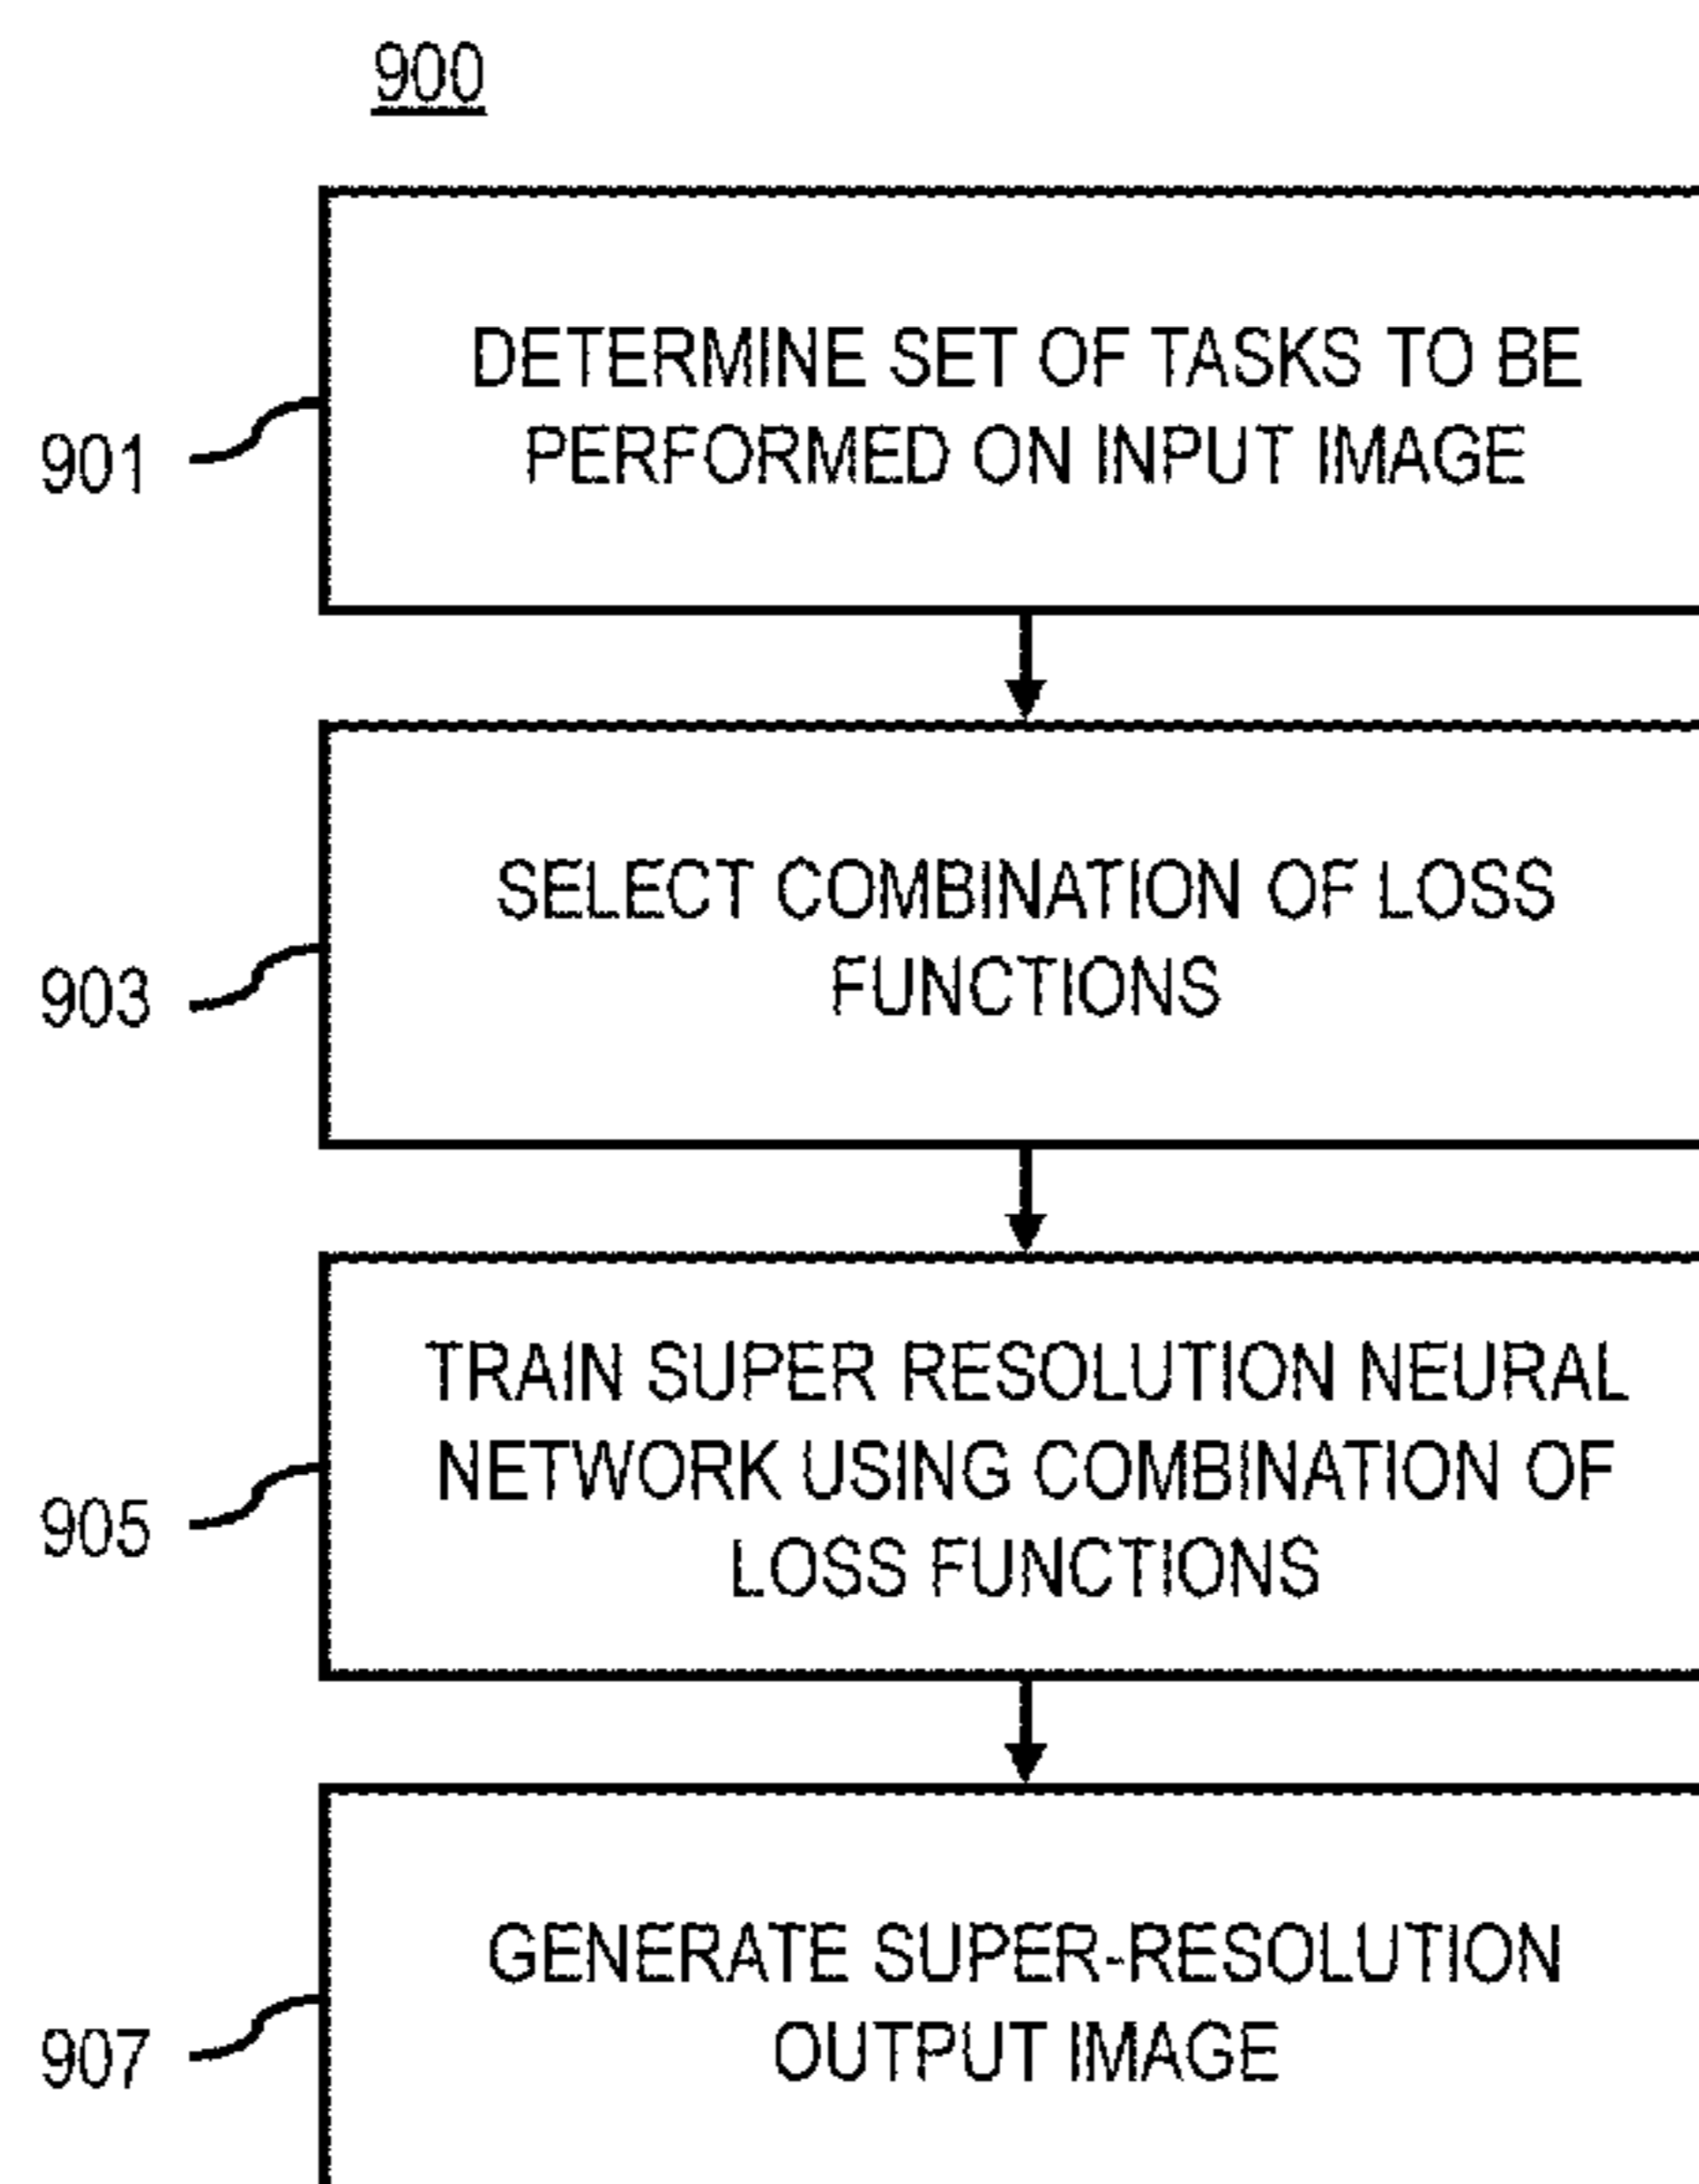 900
DETERMINE SET OF TASKS TO BE
PERFORMED ON INPUT IMAGE
901
SELECT COMBINATION OF LOSS
FUNCTIONS
903
TRAIN SUPER RESOLUTION NEURAL
NETWORK USING COMBINATION OF
LOSS FUNCTIONS
905
GENERATE SUPER-RESOLUTION
OUTPUT IMAGE
907